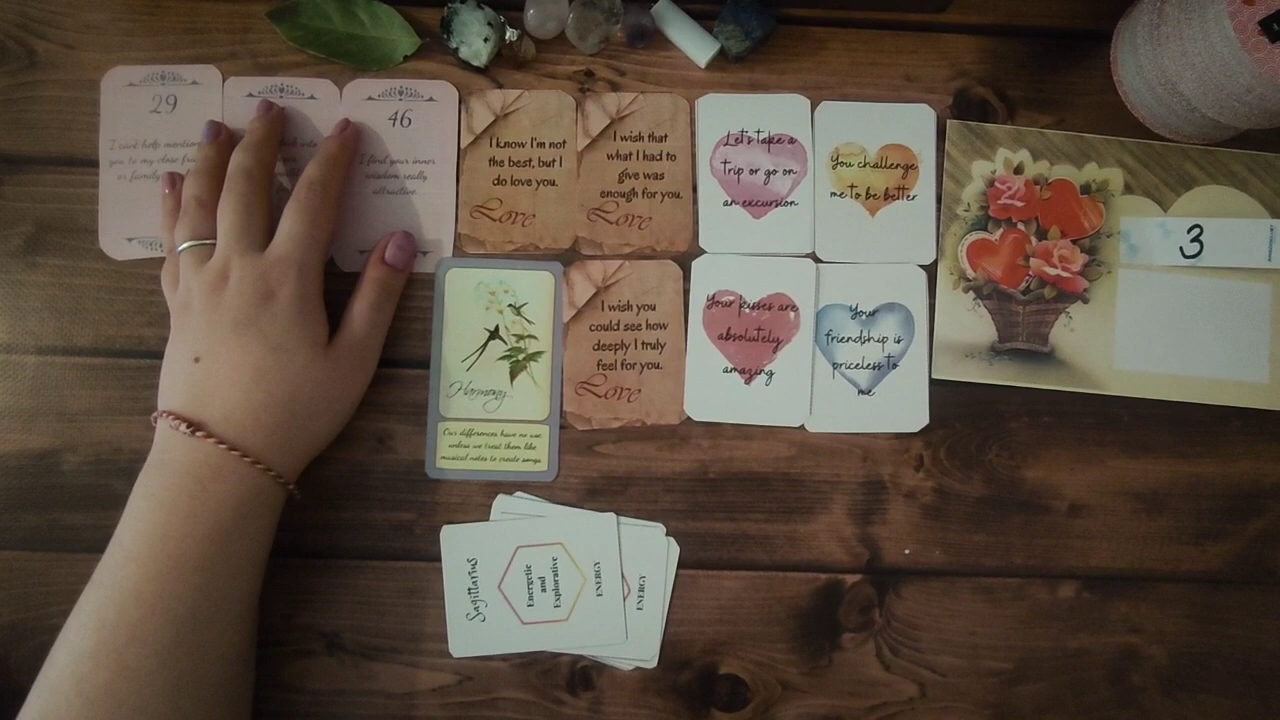 29
I can't help mention
you to my close
or family
46
I find your inner
wisdom really
attractive.
I know I'm not
the best, but I
do love you.
Love
I wish that
what I had to
give was
enough for you.
Love
Let's take a
trip or go on
an excursion
You challenge
me to be better
3
Harmony
Our differences have no use
unless we treat them like
musical notes to create songs
I wish you
could see how
deeply I truly
feel for you.
Love
Your kisses are
absolutely
amazing
Your
friendship is
priceless to
me
Sagittarius
Energetic
and
Explorative
ENERGY
ENERGY